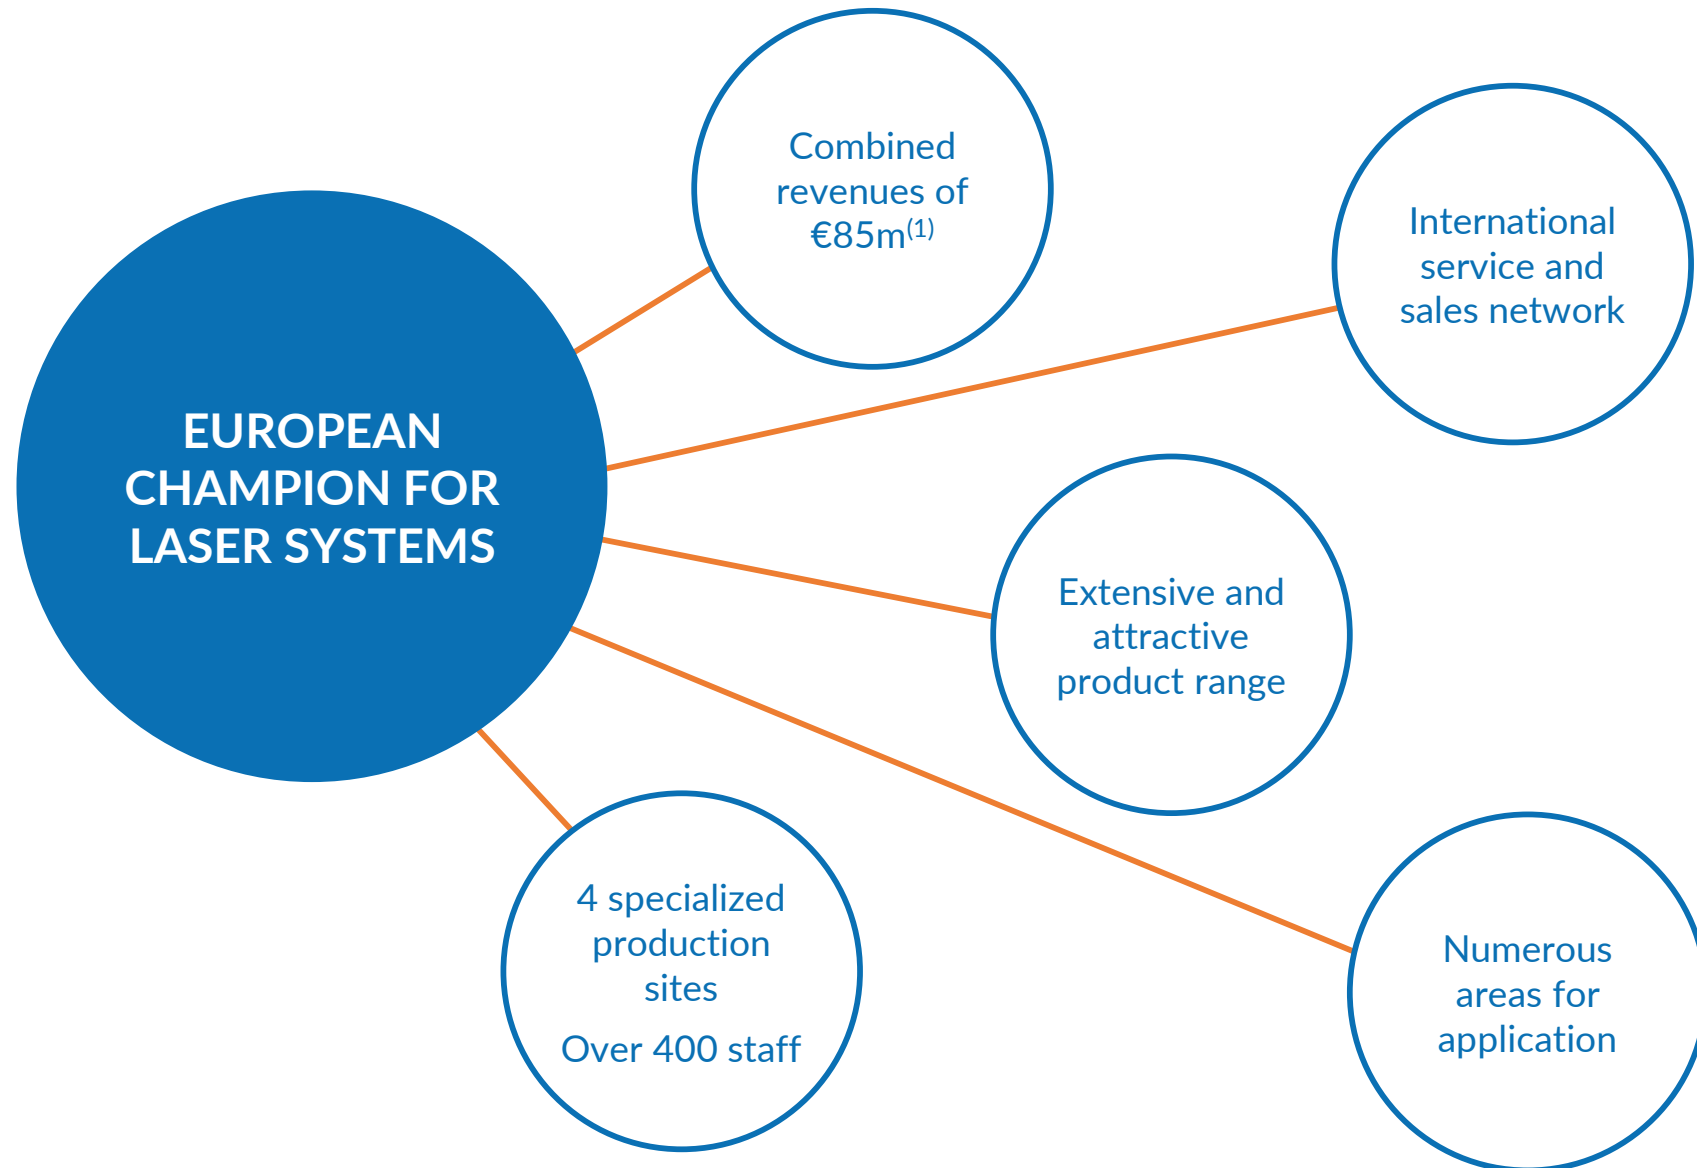 EUROPEAN
CHAMPION FOR
LASER SYSTEMS
Combined
revenues of
€85m(1)
International
service and
sales network
Extensive and
attractive
product range
Numerous
areas for
application
4 specialized
production
sites
Over 400 staff